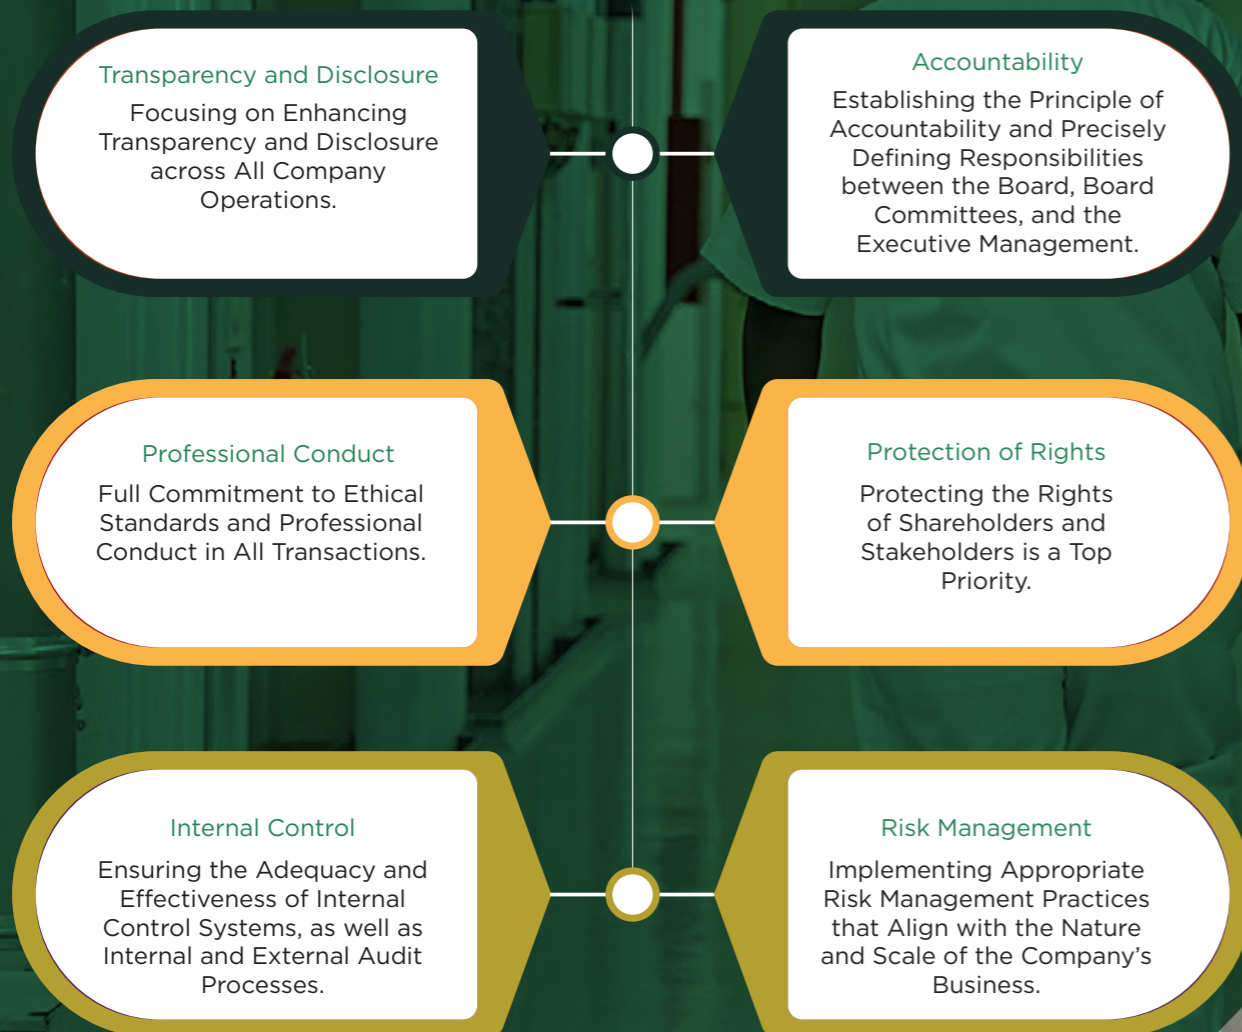 Transparency and Disclosure
Focusing on Enhancing
Transparency and Disclosure
across All Company
Operations.
Accountability
Establishing the Principle of
Accountability and Precisely
Defining Responsibilities
between the Board, Board
Committees, and the
Executive Management.
Professional Conduct
Full Commitment to Ethical
Standards and Professional
Conduct in All Transactions.
Protection of Rights
Protecting the Rights
of Shareholders and
Stakeholders is a Top
Priority.
Internal Control
Ensuring the Adequacy and
Effectiveness of Internal
Control Systems, as well as
Internal and External Audit
Processes.
Risk Management
Implementing Appropriate
Risk Management Practices
that Align with the Nature
and Scale of the Company’s
Business.